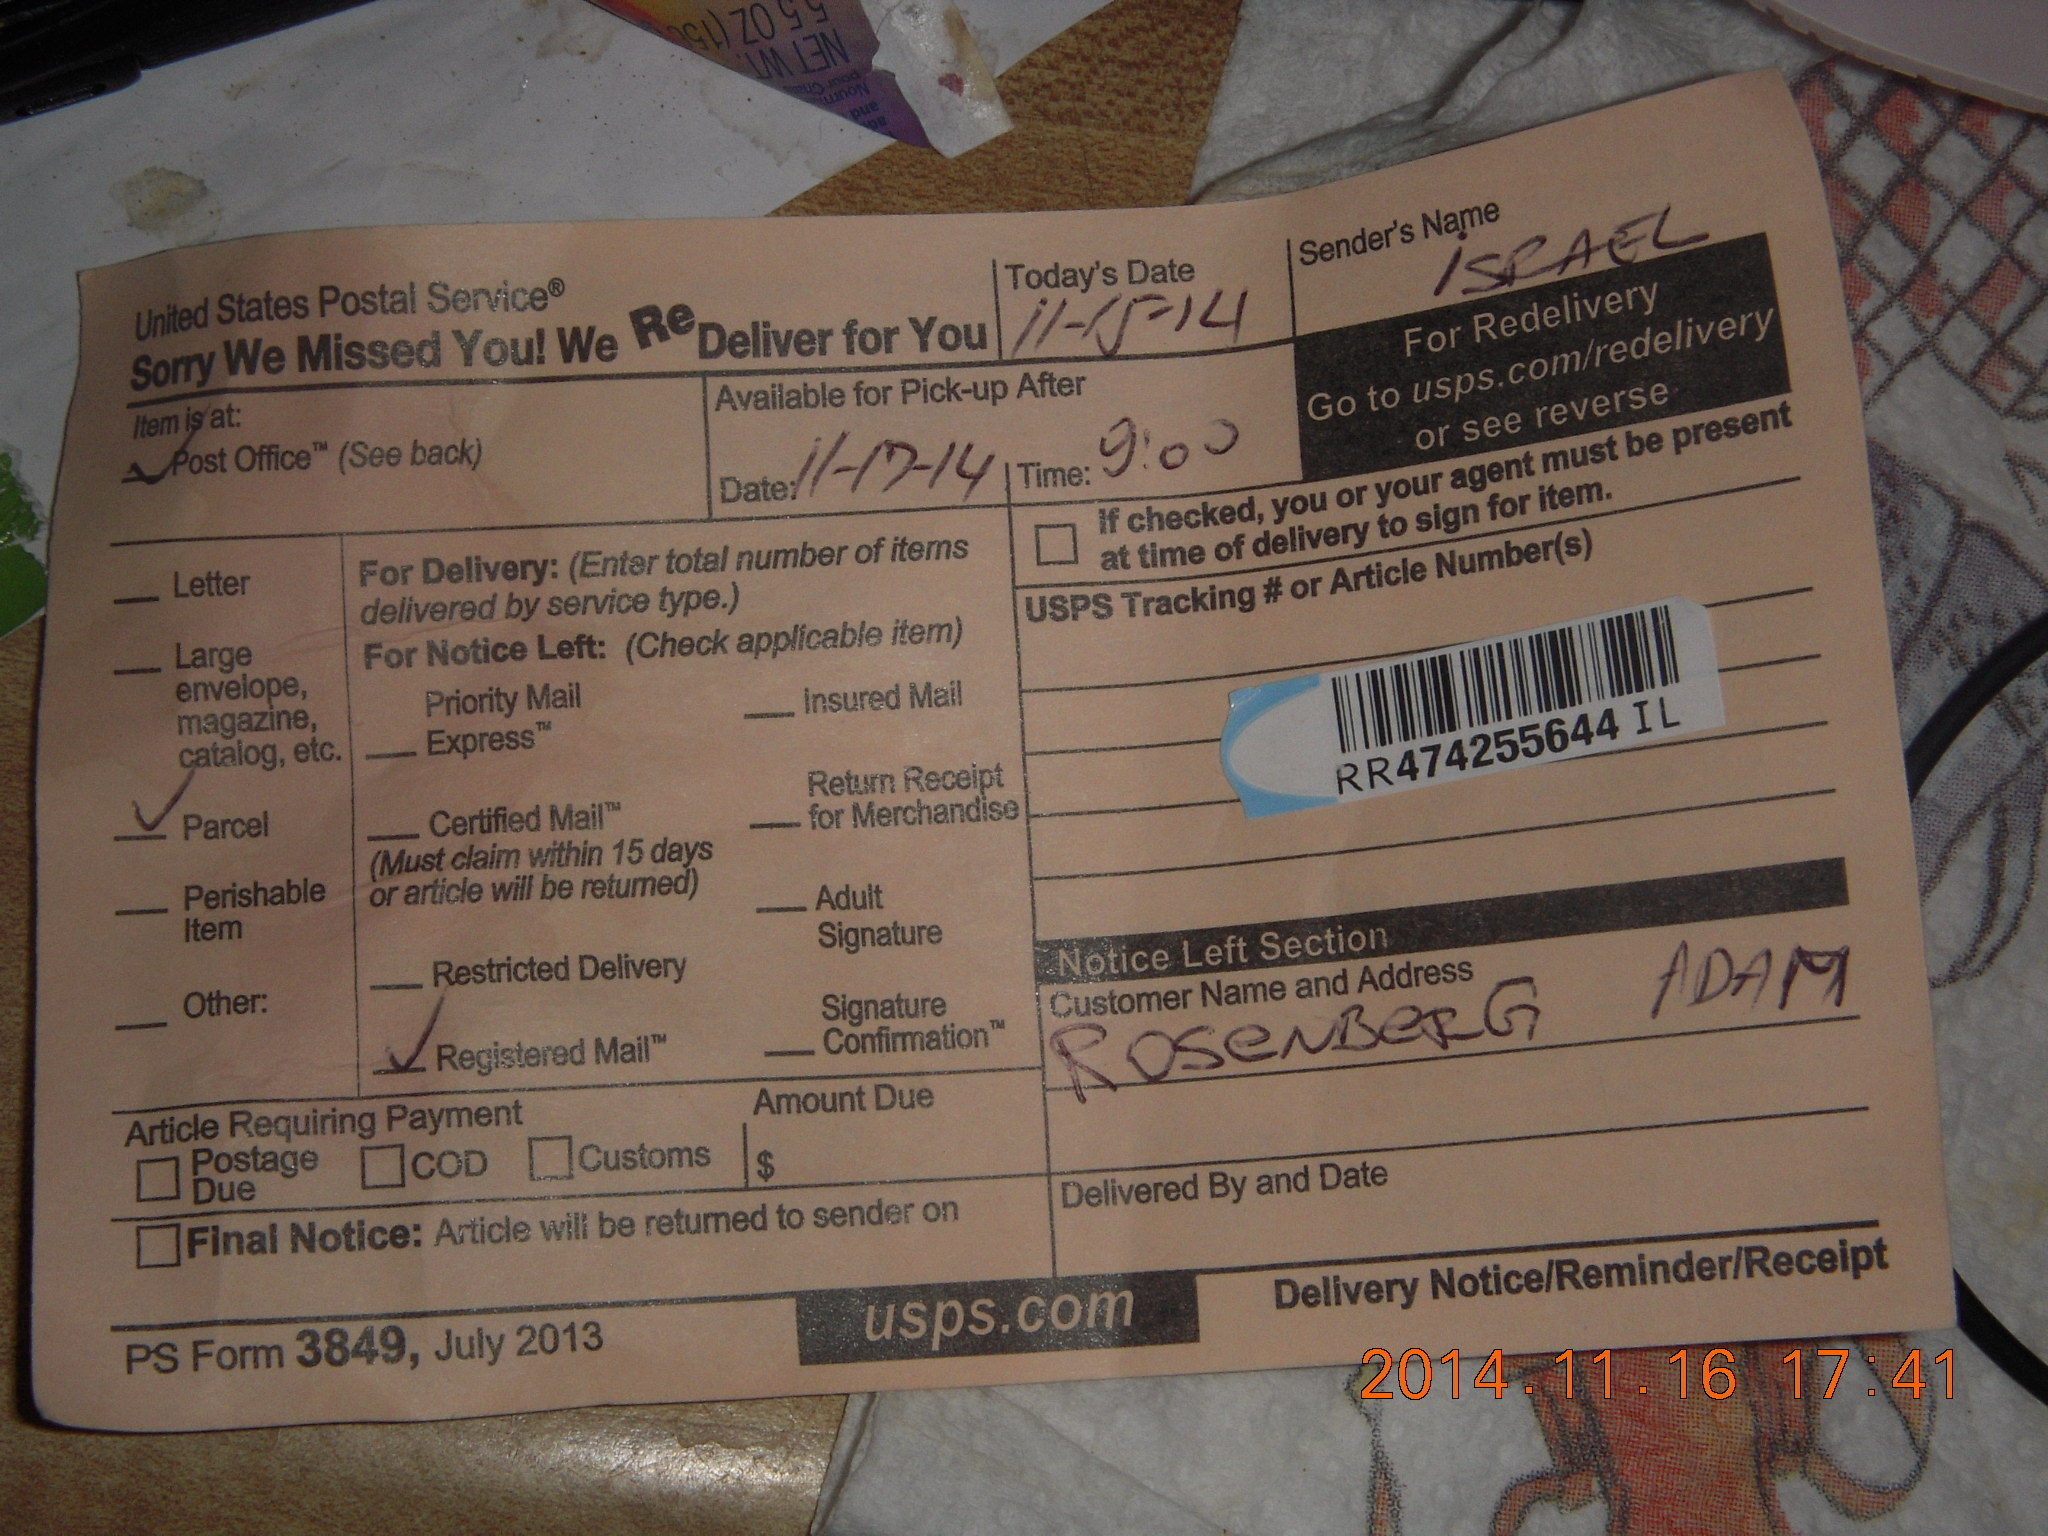 5.5 OZ (15
NET WT.
United States Postal Service®
Sorry We Missed You! We ReDeliver for You
Today's Date
11-15-14
Sender's Name
ISRAEL
Item is at:
Post Office™ (See back)
Available for Pick-up After
Date: 11-17-14 Time: 9:00
For Redelivery
Go to usps.com/redelivery
or see reverse
If checked, you or your agent must be present
at time of delivery to sign for item.
Letter
Large
envelope,
magazine,
catalog, etc.
Parcel
Perishable
Item
Other:
For Delivery: (Enter total number of items
delivered by service type.)
For Notice Left: (Check applicable item)
Priority Mail
Express™
Certified Mail™
(Must claim within 15 days
or article will be returned)
Restricted Delivery
Registered Mail™
Insured Mail
Return Receipt
for Merchandise
Adult
Signature
Signature
Confirmation™
USPS Tracking # or Article Number(s)
RR474255644 IL
Notice Left Section
Customer Name and Address
ROSENBERG ADAM
Article Requiring Payment
Postage
Due
COD
Customs
Amount Due
$
Final Notice: Article will be returned to sender on
Delivered By and Date
PS Form 3849, July 2013
usps.com
Delivery Notice/Reminder/Receipt
2014.11.16 17:41